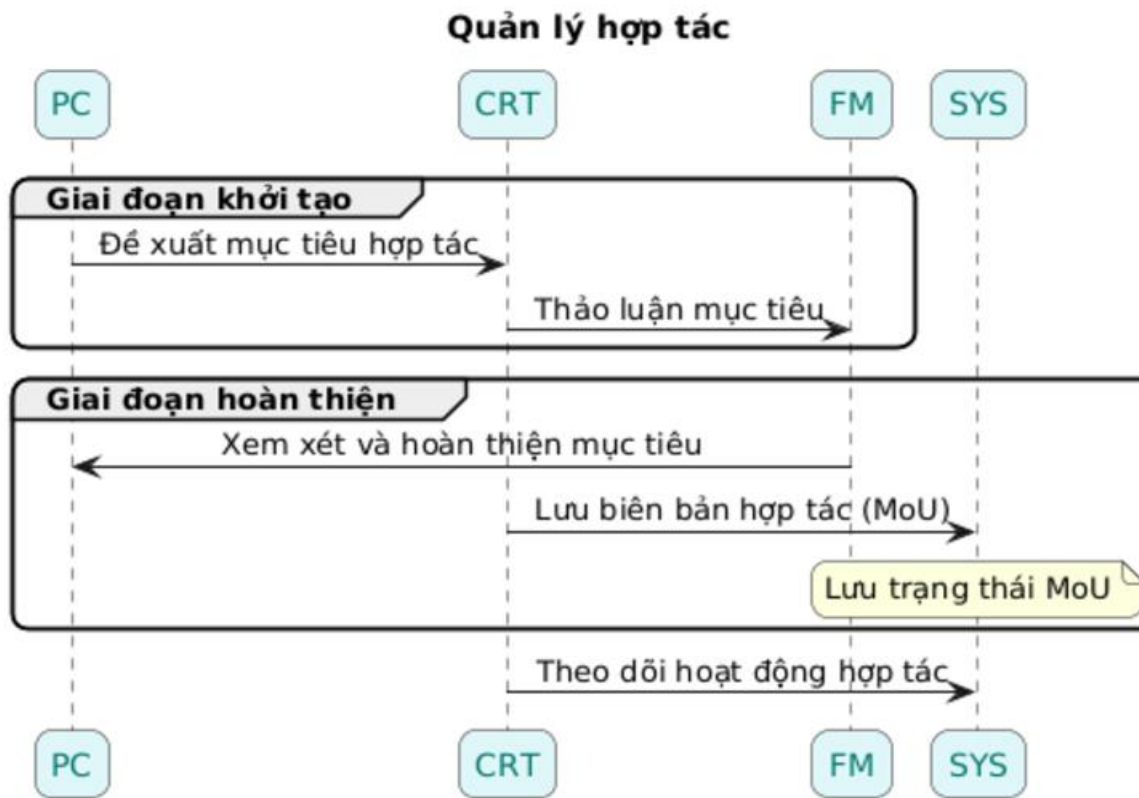 Quản lý hợp tác
PC CRT FM SYS
Giai đoạn khởi tạo
Đề xuất mục tiêu hợp tác
Thảo luận mục tiêu
Giai đoạn hoàn thiện
Xem xét và hoàn thiện mục tiêu
Lưu biên bản hợp tác (MoU)
Lưu trạng thái MoU
Theo dõi hoạt động hợp tác
PC CRT FM SYS